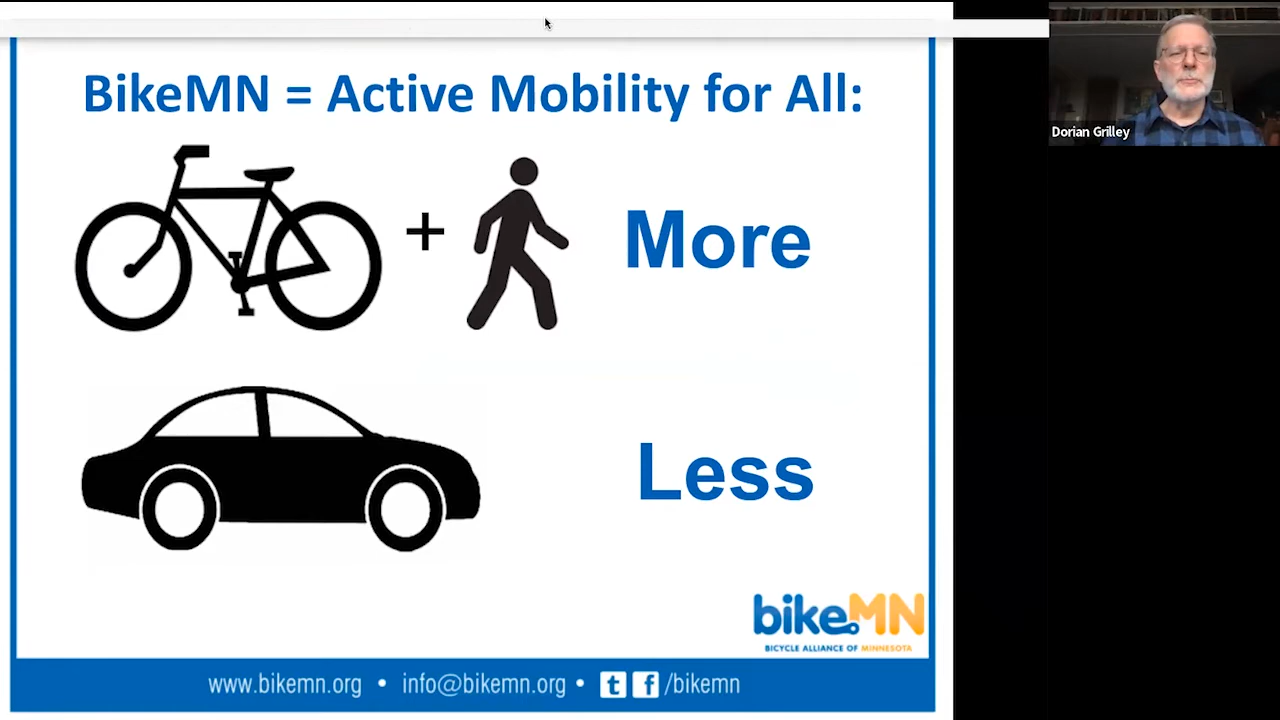 BikeMN = Active Mobility for All:
+
More
Less
bikeMN
BICYCLE ALLIANCE OF MINNESOTA
www.bikemn.org • info@bikemn.org • t f /bikemn
Dorian Grilley